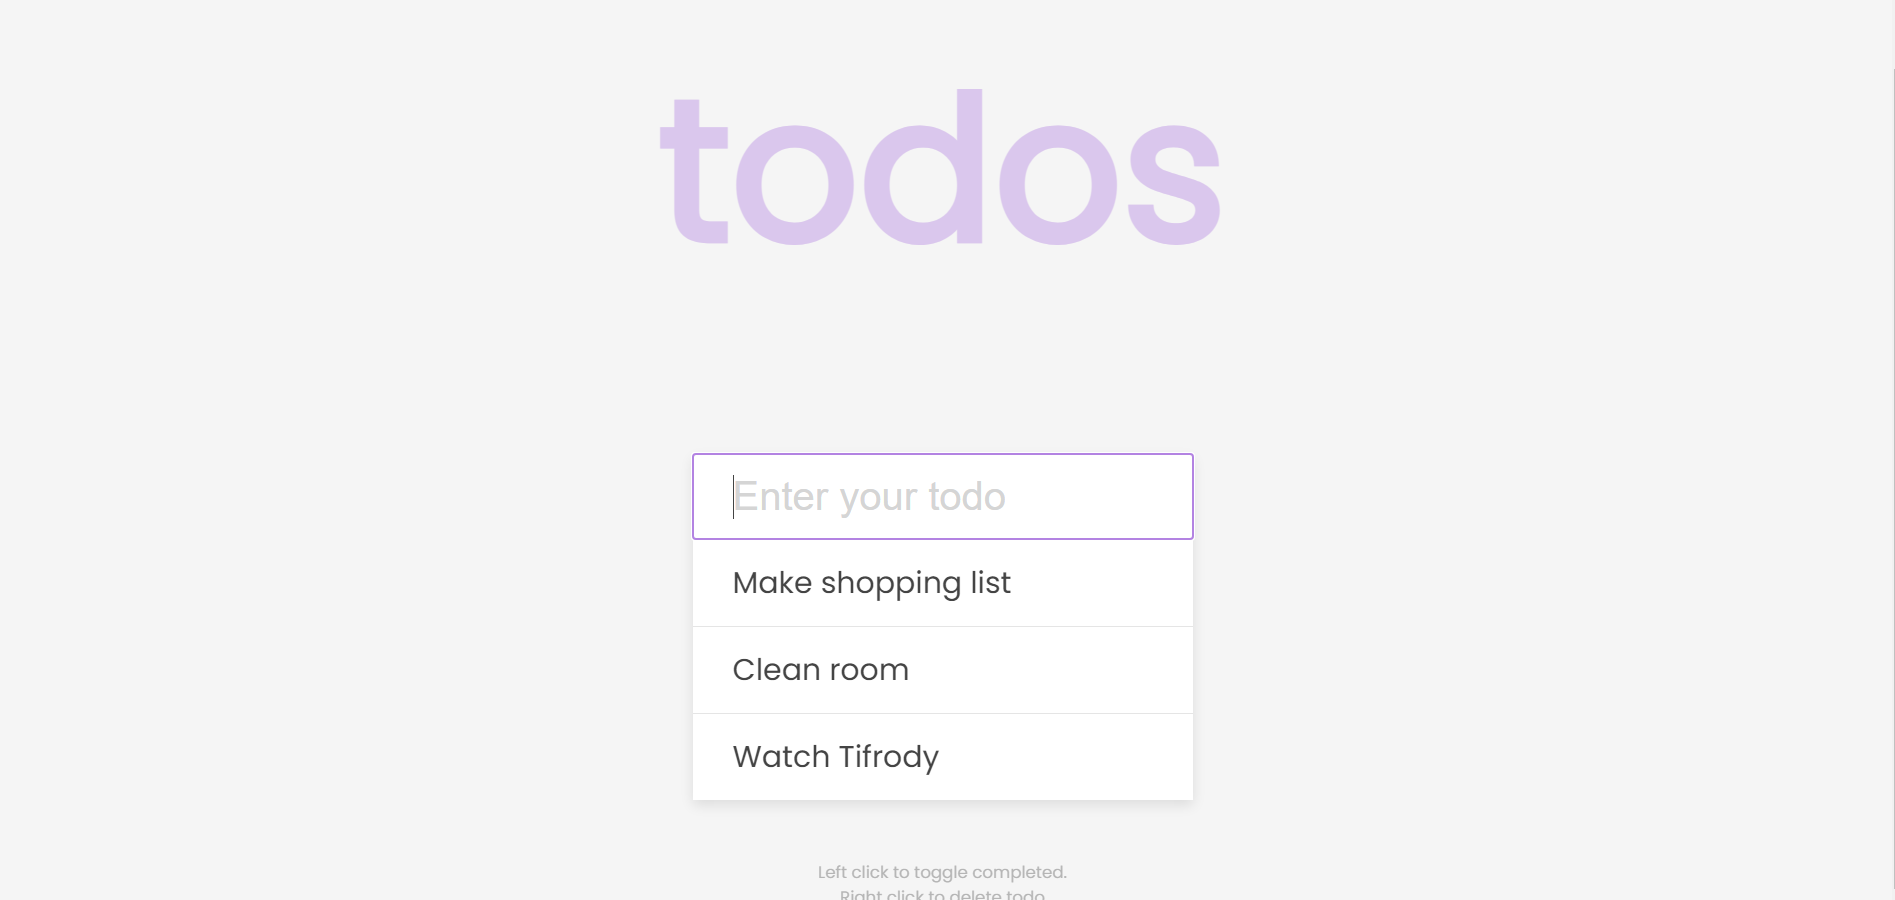 todos
Enter your todo
Make shopping list
Clean room
Watch Tifrody
Left click to toggle completed.
Right click to delete todo